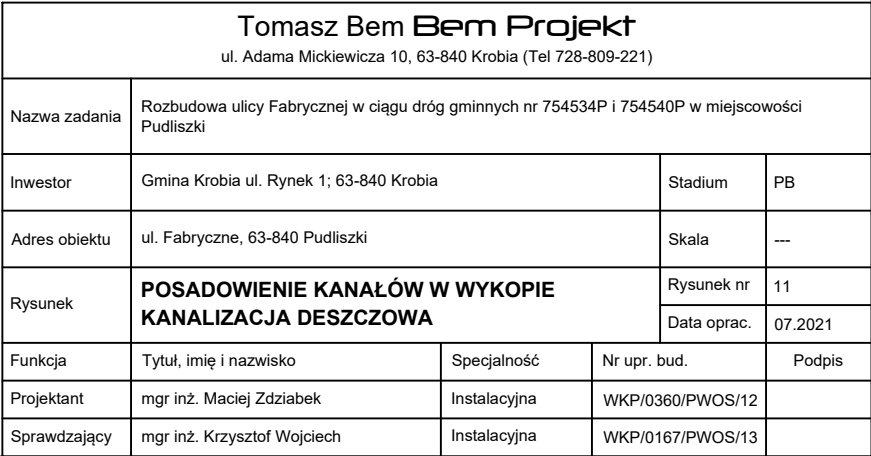 Tomasz Bem Bem Projekt
ul. Adama Mickiewicza 10, 63-840 Krobia (Tel 728-809-221)
Nazwa zadania
Rozbudowa ulicy Fabrycznej w ciągu dróg gminnych nr 754534P i 754540P w miejscowości
Pudliszki
Inwestor
Gmina Krobia ul. Rynek 1; 63-840 Krobia
Stadium
PB
Adres obiektu
ul. Fabryczne, 63-840 Pudliszki
Skala
---
Rysunek
POSADOWIENIE KANAŁÓW W WYKOPIE
KANALIZACJA DESZCZOWA
Rysunek nr
11
Data oprac.
07.2021
Funkcja
Tytuł, imię i nazwisko
Specjalność
Nr upr. bud.
Podpis
Projektant
mgr inż. Maciej Zdziabek
Instalacyjna
WKP/0360/PWOS/12
Sprawdzający
mgr inż. Krzysztof Wojciech
Instalacyjna
WKP/0167/PWOS/13